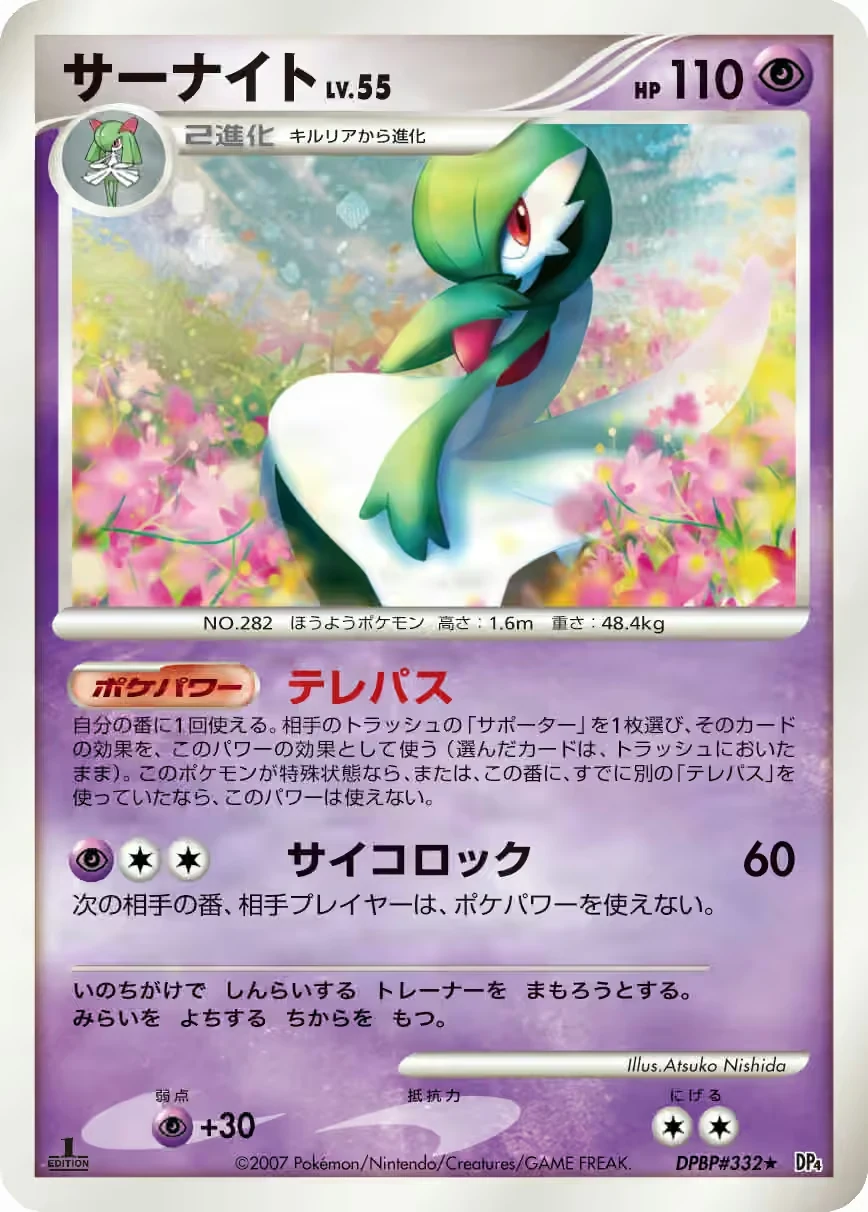 サーナイト LV.55 HP 110
2進化 キルリアから進化
NO.282 ほうようポケモン 高さ:1.6m 重さ:48.4kg
ポケパワー テレパス
自分の番に1回使える。相手のトラッシュの「サポーター」を1枚選び、そのカード
の効果を、このパワーの効果として使う(選んだカードは、トラッシュにおいた
まま)。このポケモンが特殊状態なら、または、この番に、すでに別の「テレパス」を
使っていたなら、このパワーは使えない。
サイコロック 60
次の相手の番、相手プレイヤーは、ポケパワーを使えない。
いのちがけで しんらいする トレーナーを まもろうとする。
みらいを よちする ちからを もつ。
Illus.Atsuko Nishida
弱点 抵抗力 にげる
+30
1 EDITION ©2007 Pokémon/Nintendo/Creatures/GAME FREAK. DPBP#332★ DP4